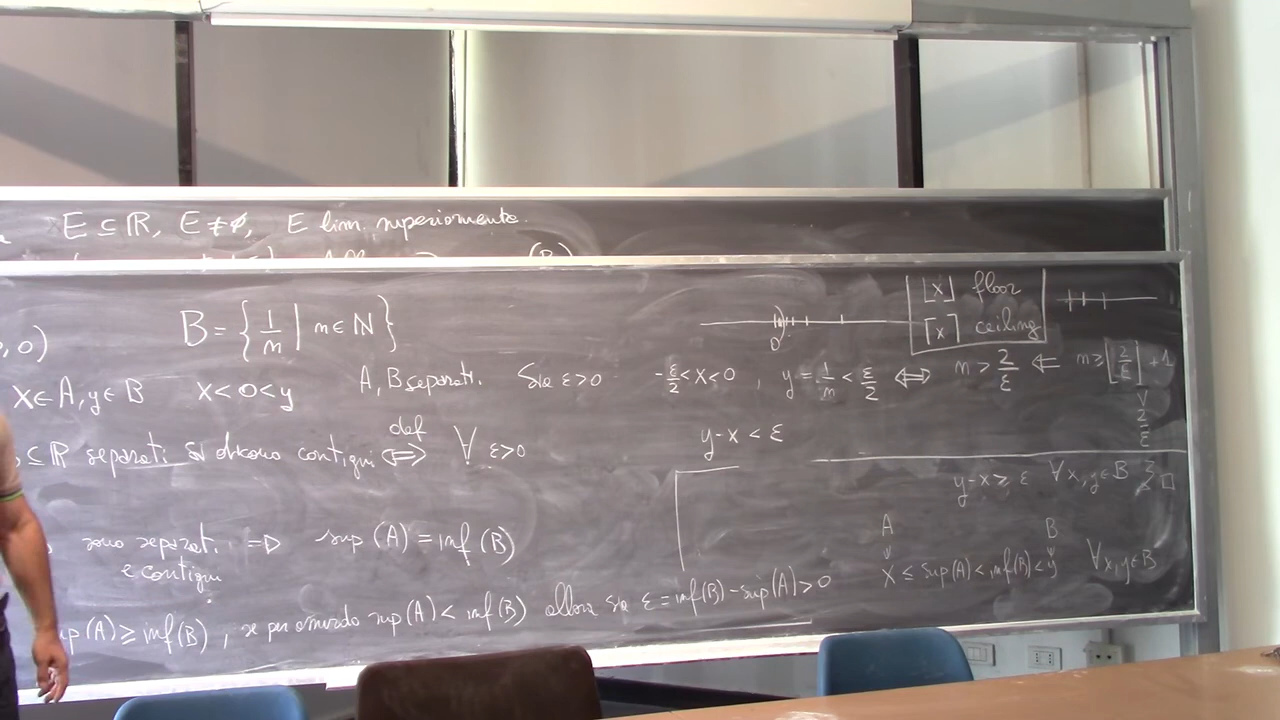 E ⊆ ℝ, E ≠ ∅, E lim. superiormente.
(B)
, 0)
B = { 1/n | n ∈ ℕ }
0
⌊x⌋ floor
⌈x⌉ ceiling
x ∈ A, y ∈ B x < 0 < y A, B separati. Sia ε > 0 -ε/2 < x < 0 , y = 1/n < ε/2 ⟺ n > 2/ε ⇐ n ≥ ⌊2/ε⌋ + 1
∨
2/ε
y - x < ε
⊆ ℝ separati si dicono contigui ⟺ def ∀ ε > 0
y - x ≥ ε ∀ x, y ∈ B □
sono separati ⇒ sup (A) = inf (B)
e contigui
A B
x ≤ sup(A) < inf(B) < y ∀ x, y ∈ B
sup(A) ≥ inf(B) , se per assurdo sup(A) < inf(B) allora sia ε = inf(B) - sup(A) > 0